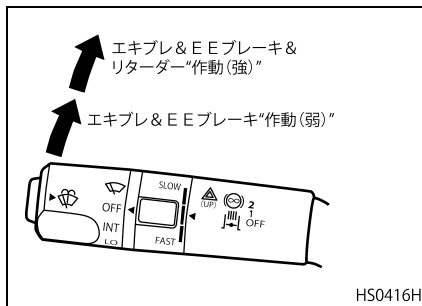 エキブレ＆ＥＥブレーキ＆
リターダー“作動（強）”
エキブレ＆ＥＥブレーキ“作動（弱）”
OFF
INT
LO
SLOW
FAST
(UP)
2
1
OFF
HS0416H